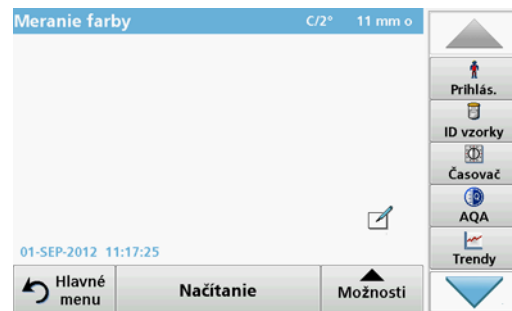 Meranie farby C/2° 11 mm o
Prihlás.
ID vzorky
Časovač
AQA
Trendy
01-SEP-2012 11:17:25
Hlavné
menu
Načítanie
Možnosti